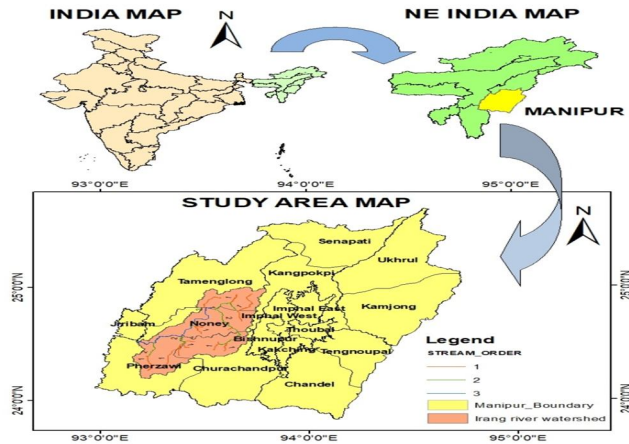 INDIA MAP
N
NE INDIA MAP
MANIPUR
93°0'0"E 94°0'0"E 95°0'0"E
STUDY AREA MAP
N
Senapati
Ukhrul
Kangpokpi
Tamenglong
25°0'0"N
25°0'0"N
Kamjong
Imphal East
Imphal West
Jiribam
Noney
Thoubal
Bishnupur
Kakching
Tengnoupal
Pherzawl
Churachandpur
Chandel
Legend
STREAM_ORDER
1
2
3
Manipur_Boundary
Irang river watershed
24°0'0"N
24°0'0"N
93°0'0"E 94°0'0"E 95°0'0"E